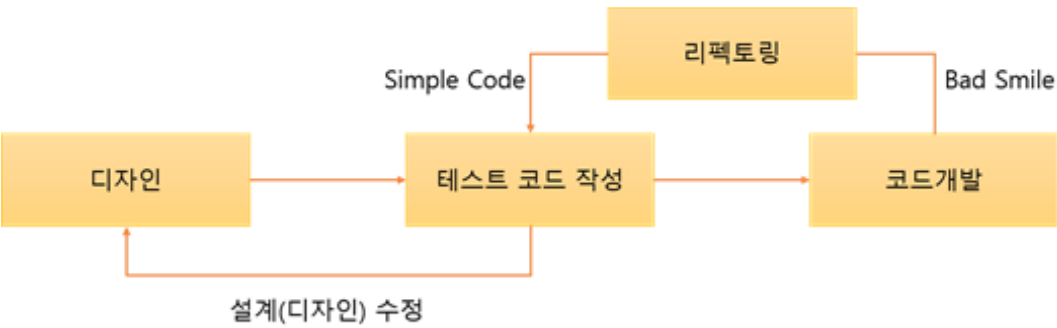 리펙토링
Simple Code
Bad Smile
디자인
테스트 코드 작성
코드개발
설계(디자인) 수정